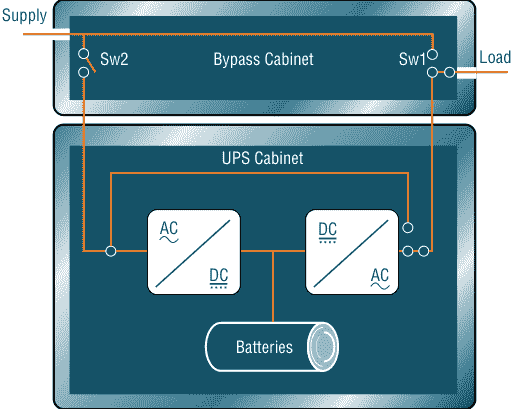 Supply
Sw2
Bypass Cabinet
Sw1
Load
UPS Cabinet
AC
DC
DC
AC
Batteries